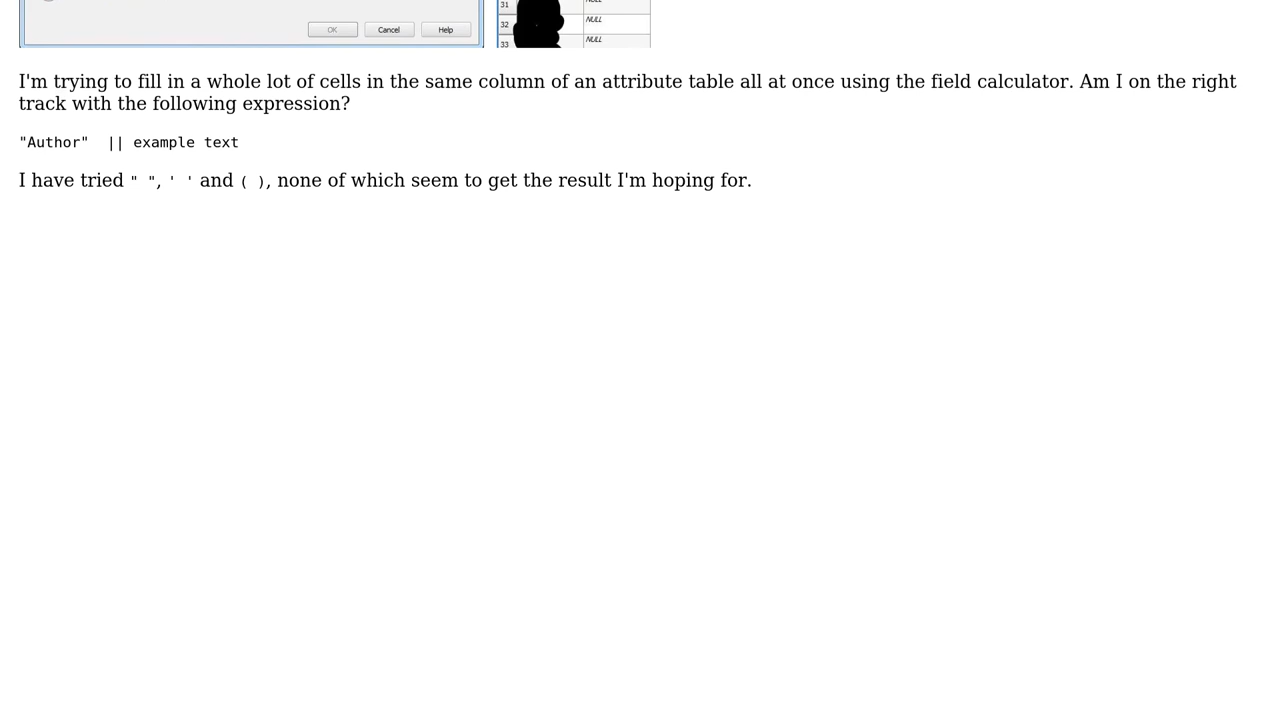 31
NULL
OK Cancel Help
32 NULL
33 NULL
I'm trying to fill in a whole lot of cells in the same column of an attribute table all at once using the field calculator. Am I on the right
track with the following expression?
"Author"  || example text
I have tried " ", ' ' and ( ), none of which seem to get the result I'm hoping for.